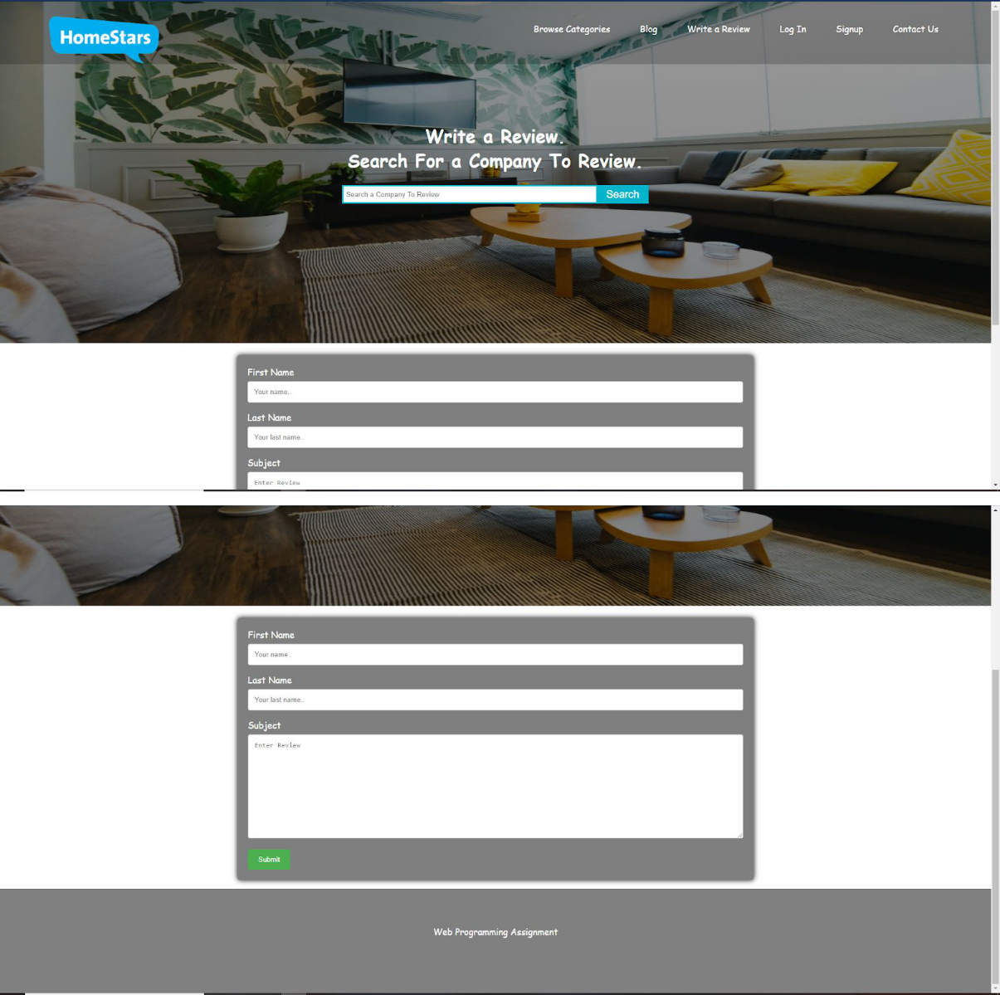 HomeStars
Browse Categories Blog Write a Review Log In Signup Contact Us
Write a Review.
Search For a Company To Review.
Search a Company To Review Search
First Name
Your name..
Last Name
Your last name..
Subject
Enter Review
First Name
Your name..
Last Name
Your last name..
Subject
Enter Review
Submit
Web Programming Assignment